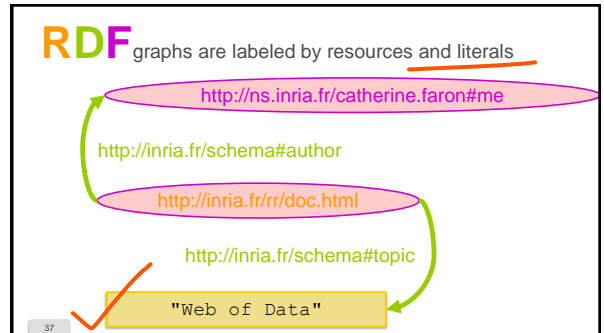 RDF graphs are labeled by resources and literals
http://ns.inria.fr/catherine.faron#me
http://inria.fr/schema#author
http://inria.fr/rr/doc.html
http://inria.fr/schema#topic
"Web of Data"
37